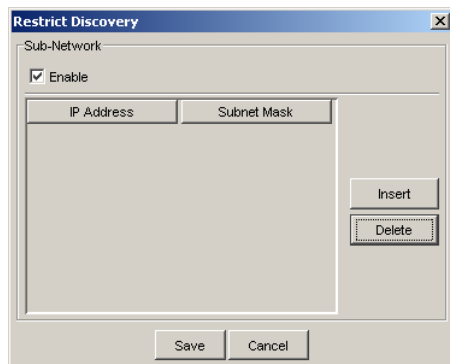 Restrict Discovery
Sub-Network
Enable
IP Address Subnet Mask
Insert
Delete
Save Cancel